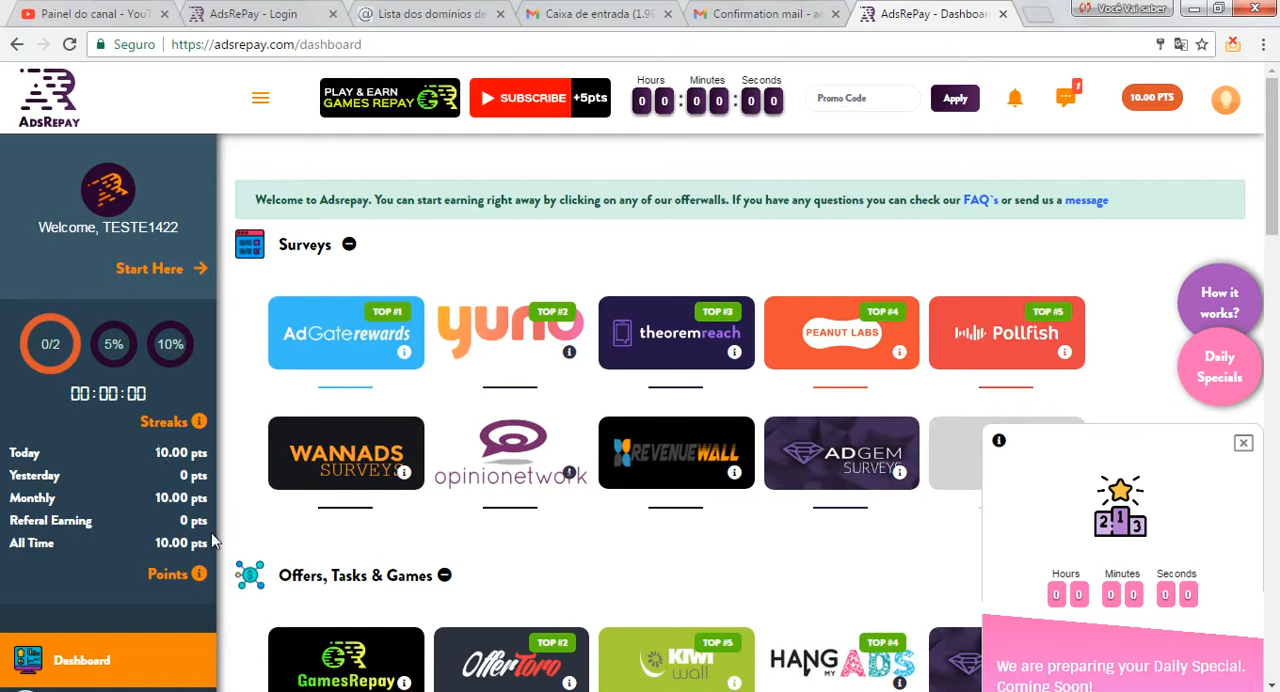 Painel do canal - YouT
AdsRePay - Login
Lista dos domínios de
Caixa de entrada (1.99
Confirmation mail - ad
AdsRePay - Dashboar
Você Vai saber
Seguro
https://adsrepay.com/dashboard
ADSREPAY
PLAY & EARN
GAMES REPAY
SUBSCRIBE +5pts
Hours Minutes Seconds
0 0 : 0 0 : 0 0
Promo Code
Apply
1
10.00 PTS
Welcome, TESTE1422
Start Here
0/2 5% 10%
00:00:00
Streaks
Today 10.00 pts
Yesterday 0 pts
Monthly 10.00 pts
Referal Earning 0 pts
All Time 10.00 pts
Points
Dashboard
Welcome to Adsrepay. You can start earning right away by clicking on any of our offerwalls. If you have any questions you can check our FAQ`s or send us a message
Surveys
TOP #1
AdGate rewards
TOP #2
yuno
TOP #3
theoremreach
TOP #4
PEANUT LABS
TOP #5
Pollfish
WANNADS
SURVEYS
opinionetwork
REVENUEWALL
ADGEM
SURVEYS
How it
works?
Daily
Specials
Offers, Tasks & Games
GamesRepay
TOP #2
OfferToro
TOP #5
KIWI
wall
TOP #4
HANG
MY
ADS
2 1 3
Hours Minutes Seconds
0 0 0 0 0 0
We are preparing your Daily Special.
Coming Soon!